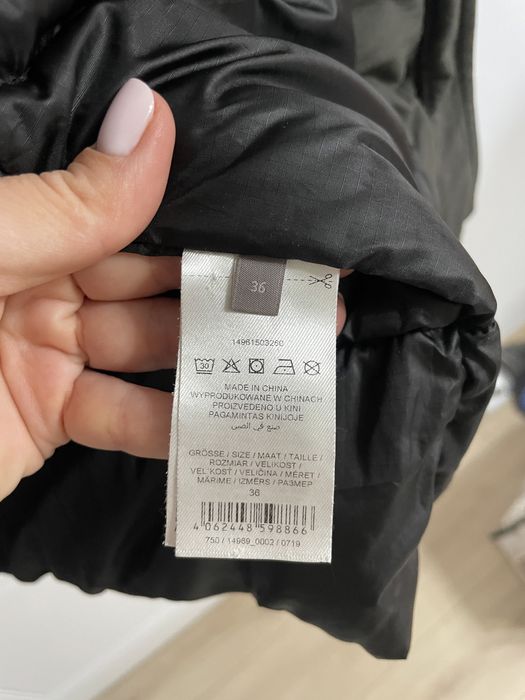 36
14961503260
30
MADE IN CHINA
WYPRODUKOWANE W CHINACH
PROIZVEDENO U KINI
PAGAMINTAS KINIJOJE
صنع في الصين
GRÖSSE / SIZE / MAAT / TAILLE /
ROZMIAR / VELIKOST /
VEĽKOSŤ / VELIČINA / MÉRET /
MĂRIME / IZMĒRS / РАЗМЕР
36
4 062448 598866
750 / 14969_0002 / 0719